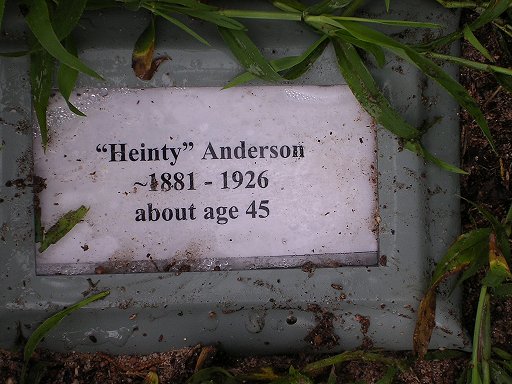 “Heinty” Anderson
~1881 - 1926
about age 45